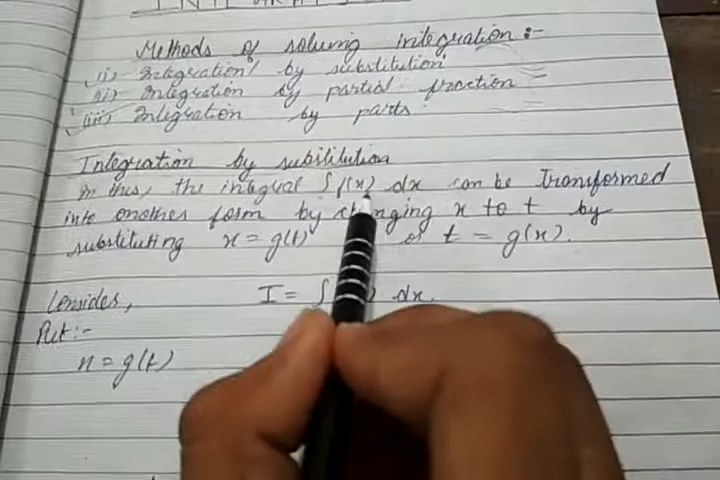 Methods of solving integration :-
(i) Integration by substitution
(ii) Integration by partial fraction
(iii) Integration by parts.
Integration by substitution
In this, the integral ∫ f(x) dx can be Transformed
into another form by changing x to t by
substituting x = g(t) or t = g(x).
Consider, I = ∫ dx.
Put :-
x = g(t)